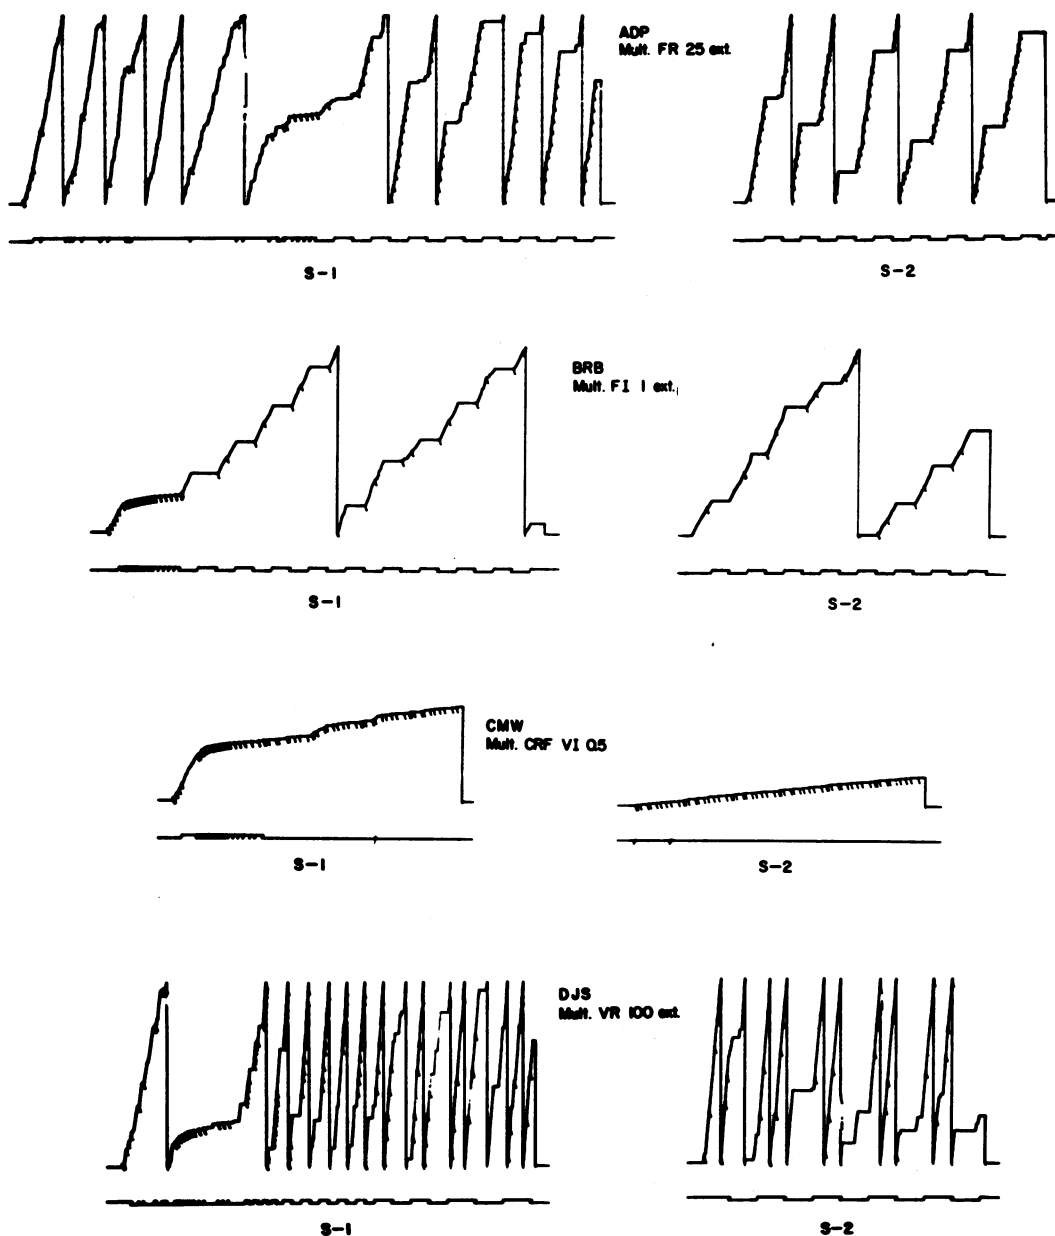 ADP
Mult. FR 25 ext.
S-1
S-2
BRB
Mult. FI 1 ext.
S-1
S-2
CMW
Mult. CRF VI 0.5
S-1
S-2
DJS
Mult. VR 100 ext.
S-1
S-2